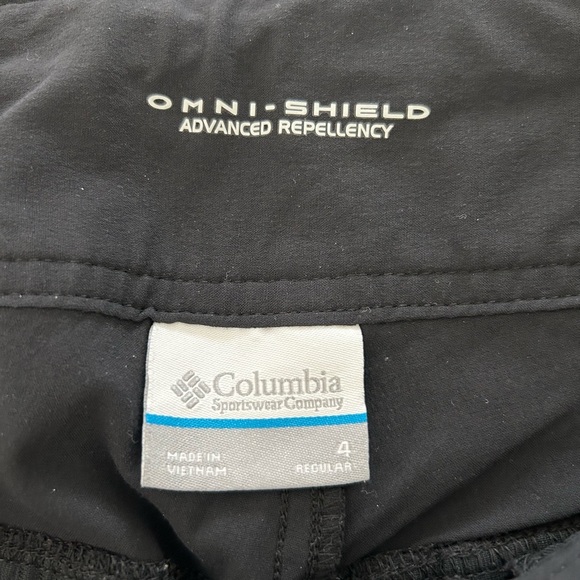 OMNI-SHIELD
ADVANCED REPELLENCY
Columbia
Sportswear Company
MADE IN
VIETNAM
4
REGULAR